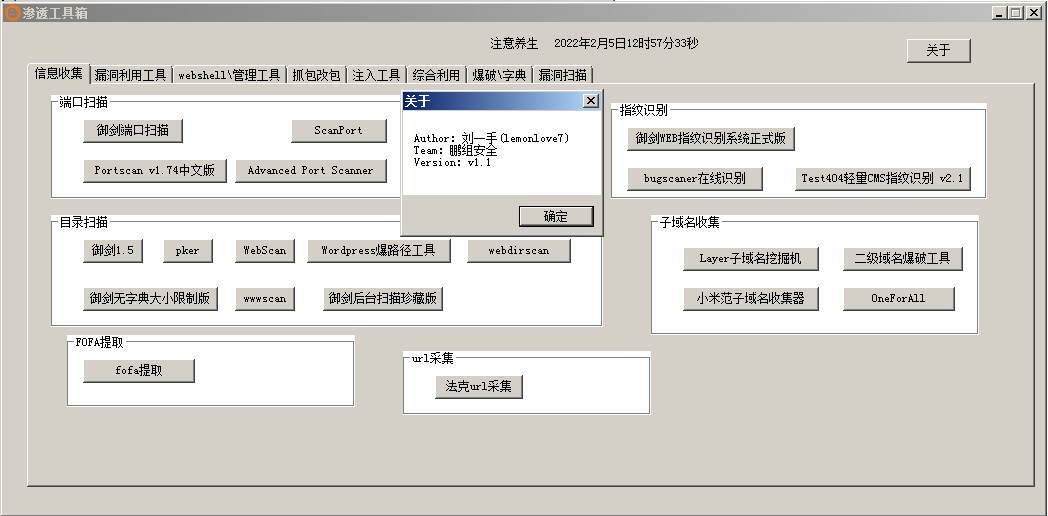 渗透工具箱
注意养生 2022年2月5日12时57分33秒
关于
信息收集 漏洞利用工具 webshell\管理工具 抓包改包 注入工具 综合利用 爆破\字典 漏洞扫描
端口扫描
御剑端口扫描 ScanPort
Portscan v1.74中文版 Advanced Port Scanner
关于
Author: 刘一手(lemonlove7)
Team: 鹏组安全
Version: v1.1
确定
指纹识别
御剑WEB指纹识别系统正式版
bugscaner在线识别 Test404轻量CMS指纹识别 v2.1
目录扫描
御剑1.5 pker WebScan Wordpress爆路径工具 webdirscan
御剑无字典大小限制版 wwwscan 御剑后台扫描珍藏版
子域名收集
Layer子域名挖掘机 二级域名爆破工具
小米范子域名收集器 OneForAll
FOFA提取
fofa提取
url采集
法克url采集